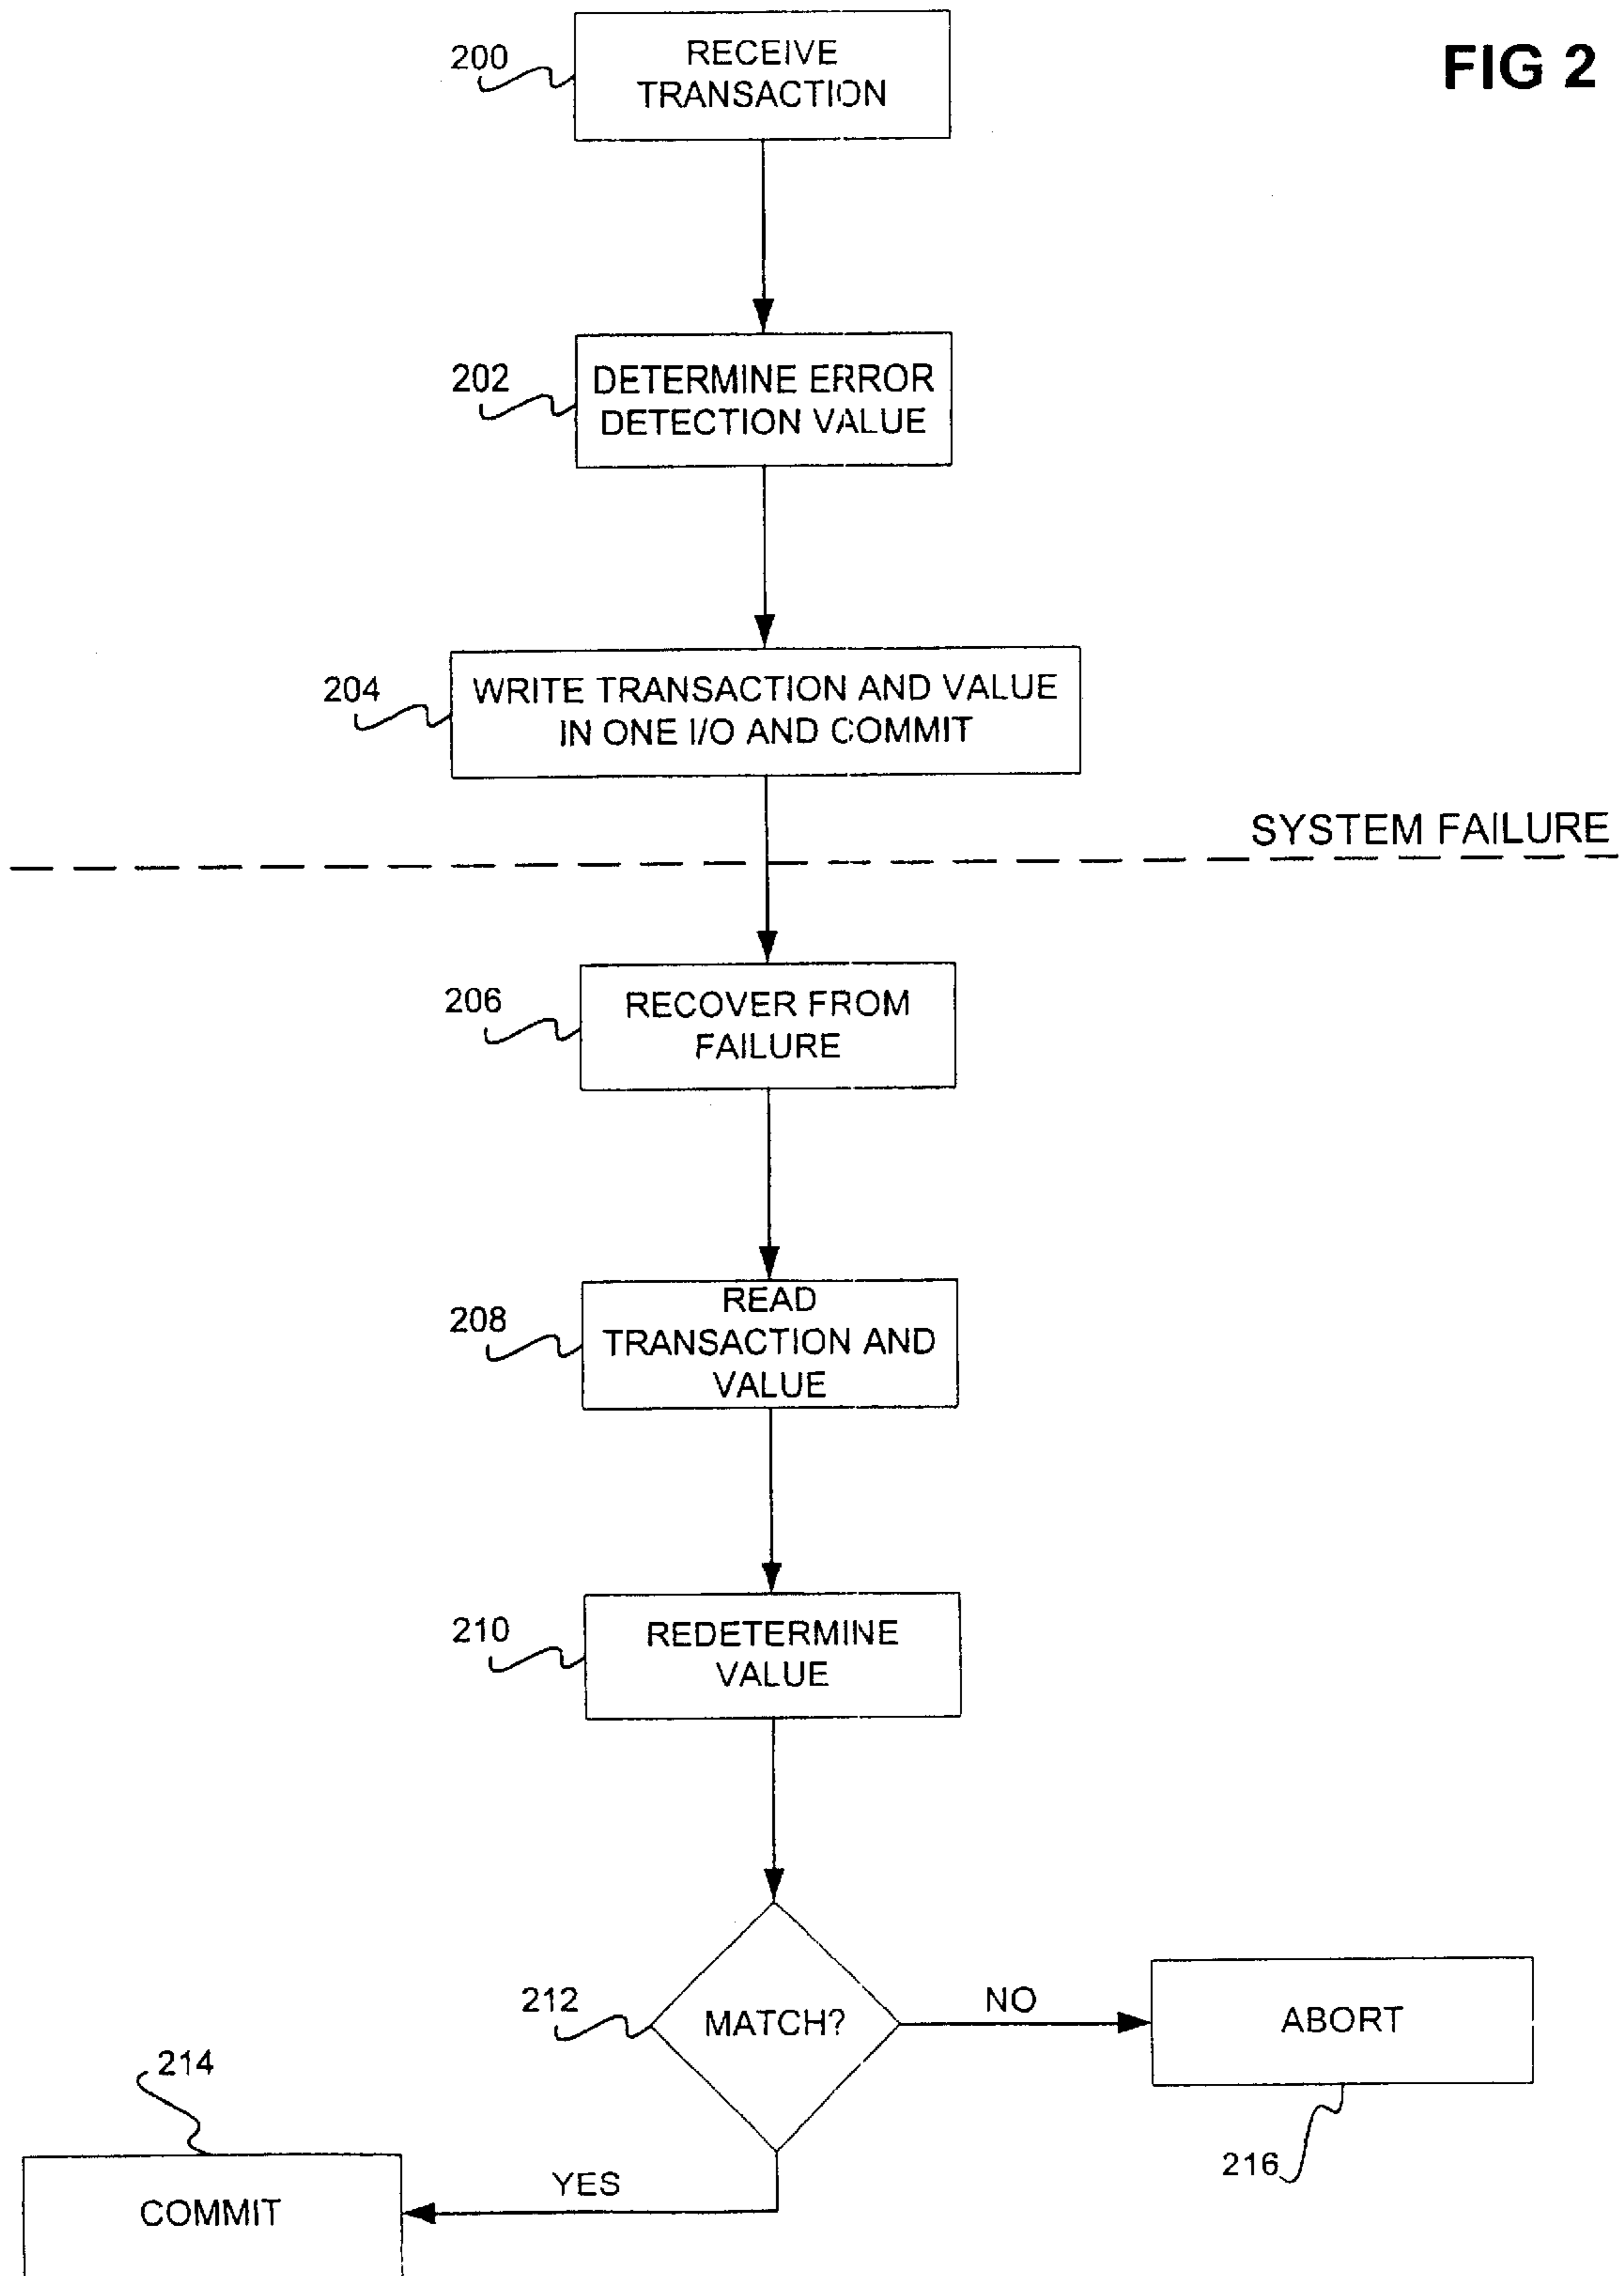 FIG 2
200
RECEIVE
TRANSACTION
202
DETERMINE ERROR
DETECTION VALUE
204
WRITE TRANSACTION AND VALUE
IN ONE I/O AND COMMIT
SYSTEM FAILURE
206
RECOVER FROM
FAILURE
208
READ
TRANSACTION AND
VALUE
210
REDETERMINE
VALUE
212
MATCH?
NO
ABORT
216
214
YES
COMMIT